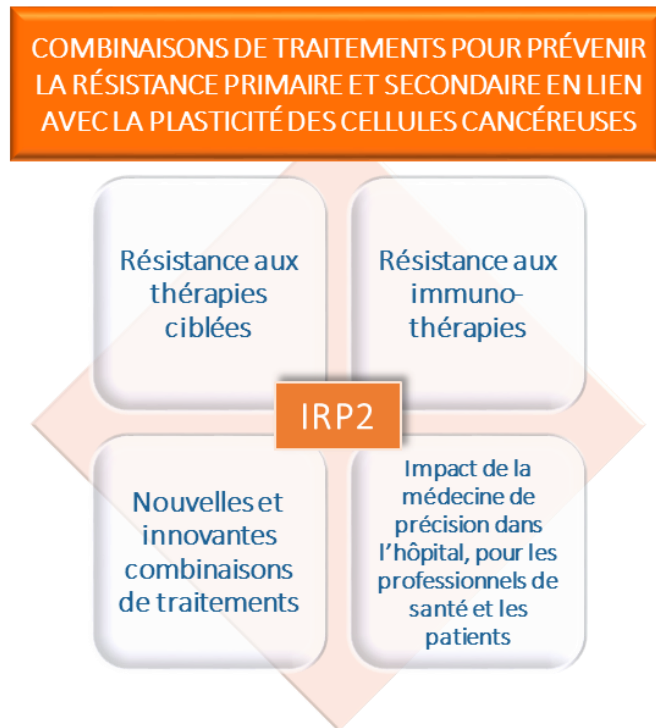 COMBINAISONS DE TRAITEMENTS POUR PRÉVENIR
LA RÉSISTANCE PRIMAIRE ET SECONDAIRE EN LIEN
AVEC LA PLASTICITÉ DES CELLULES CANCÉREUSES
Résistance aux
thérapies
ciblées
Résistance aux
immuno-
thérapies
IRP2
Nouvelles et
innovantes
combinaisons
de traitements
Impact de la
médecine de
précision dans
l'hôpital, pour les
professionnels de
santé et les
patients